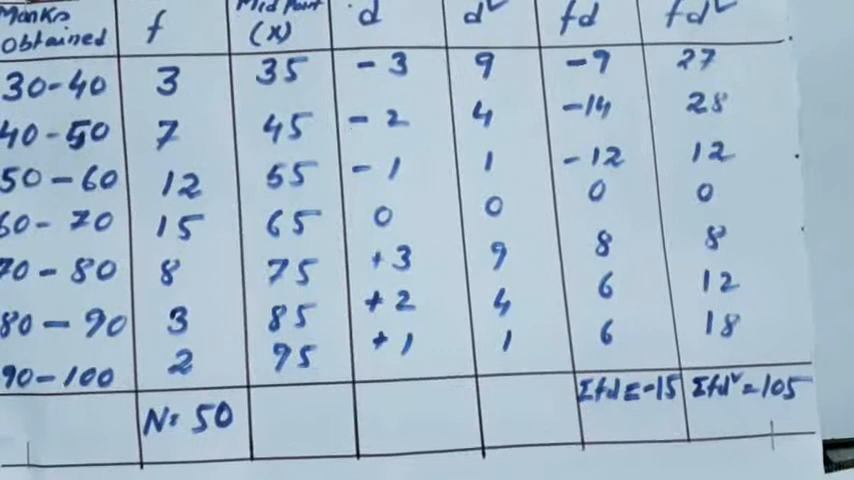 Marks Obtained f Mid Point (x) d d² fd fd²
30-40 3 35 -3 9 -9 27
40-50 7 45 -2 4 -14 28
50-60 12 55 -1 1 -12 12
60-70 15 65 0 0 0 0
70-80 8 75 +3 9 8 8
80-90 3 85 +2 4 6 12
90-100 2 95 +1 1 6 18
N= 50 Σfd=-15 Σfd²=105